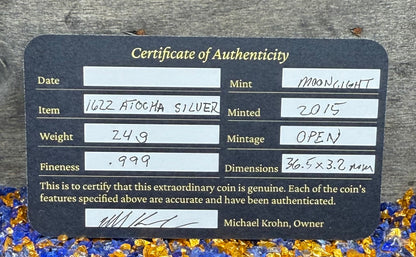 Certificate of Authenticity
Date
Mint MOONLIGHT
Item 1622 ATOCHA SILVER
Minted 2015
Weight 24g
Mintage OPEN
Fineness .999
Dimensions 36.5 x 3.2 mm
This is to certify that this extraordinary coin is genuine. Each of the coin's
features specified above are accurate and have been authenticated.
Michael Krohn, Owner